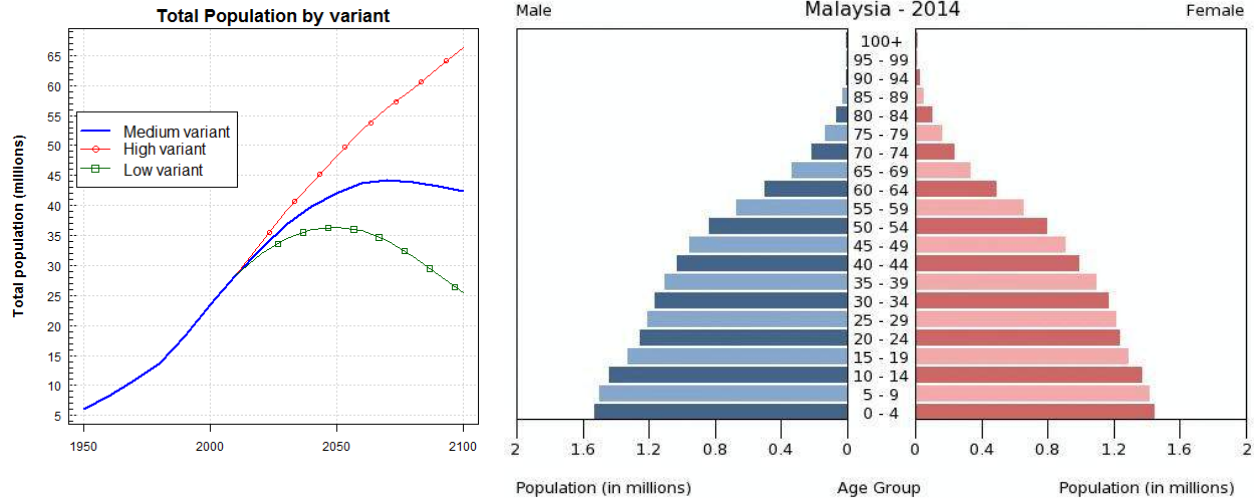 Total Population by variant
Total population (millions)
65
60
55
50
45
40
35
30
25
20
15
10
5
Medium variant
High variant
Low variant
1950
2000
2050
2100
Male
Malaysia - 2014
Female
100+
95 - 99
90 - 94
85 - 89
80 - 84
75 - 79
70 - 74
65 - 69
60 - 64
55 - 59
50 - 54
45 - 49
40 - 44
35 - 39
30 - 34
25 - 29
20 - 24
15 - 19
10 - 14
5 - 9
0 - 4
2 1.6 1.2 0.8 0.4 0 0 0.4 0.8 1.2 1.6 2
Population (in millions) Age Group Population (in millions)